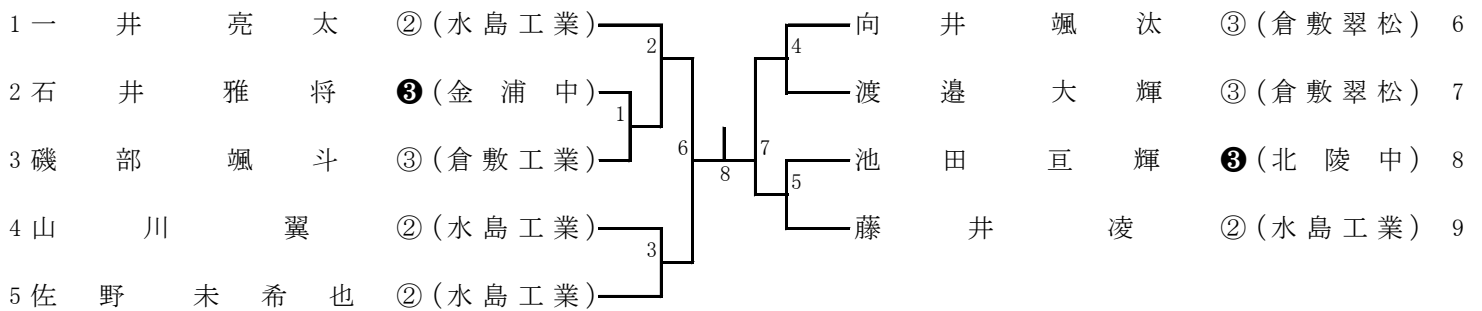 1 一井亮太 ② (水島工業)
2 石井雅将 ❸ (金浦中)
3 磯部颯斗 ③ (倉敷工業)
4 山川翼 ② (水島工業)
5 佐野未希也 ② (水島工業)
2
1
3
6
8
7
4
5
向井颯汰 ③ (倉敷翠松) 6
渡邉大輝 ③ (倉敷翠松) 7
池田亘輝 ❸ (北陵中) 8
藤井凌 ② (水島工業) 9